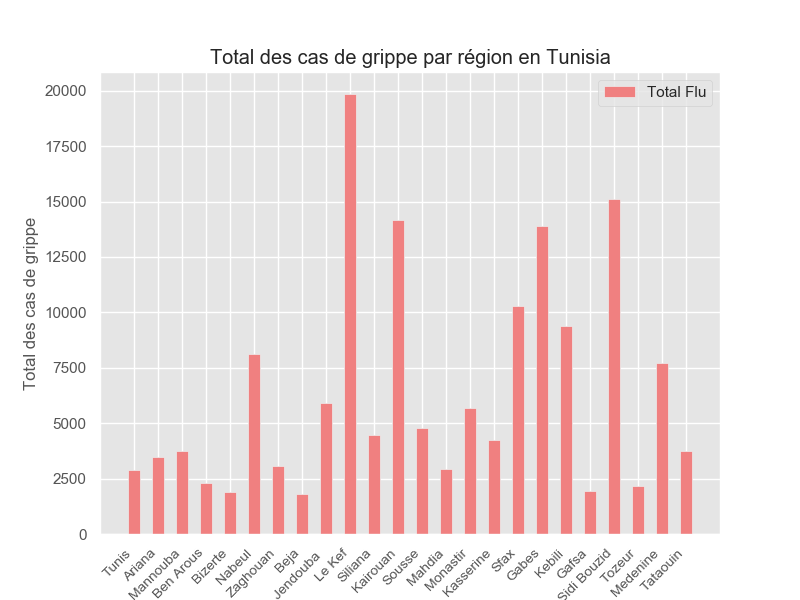 Total des cas de grippe par région en Tunisia
Total Flu
Total des cas de grippe
20000
17500
15000
12500
10000
7500
5000
2500
0
Tunis
Ariana
Mannouba
Ben Arous
Bizerte
Nabeul
Zaghouan
Beja
Jendouba
Le Kef
Siliana
Kairouan
Sousse
Mahdia
Monastir
Kasserine
Sfax
Gabes
Kebili
Gafsa
Sidi Bouzid
Tozeur
Medenine
Tataouin